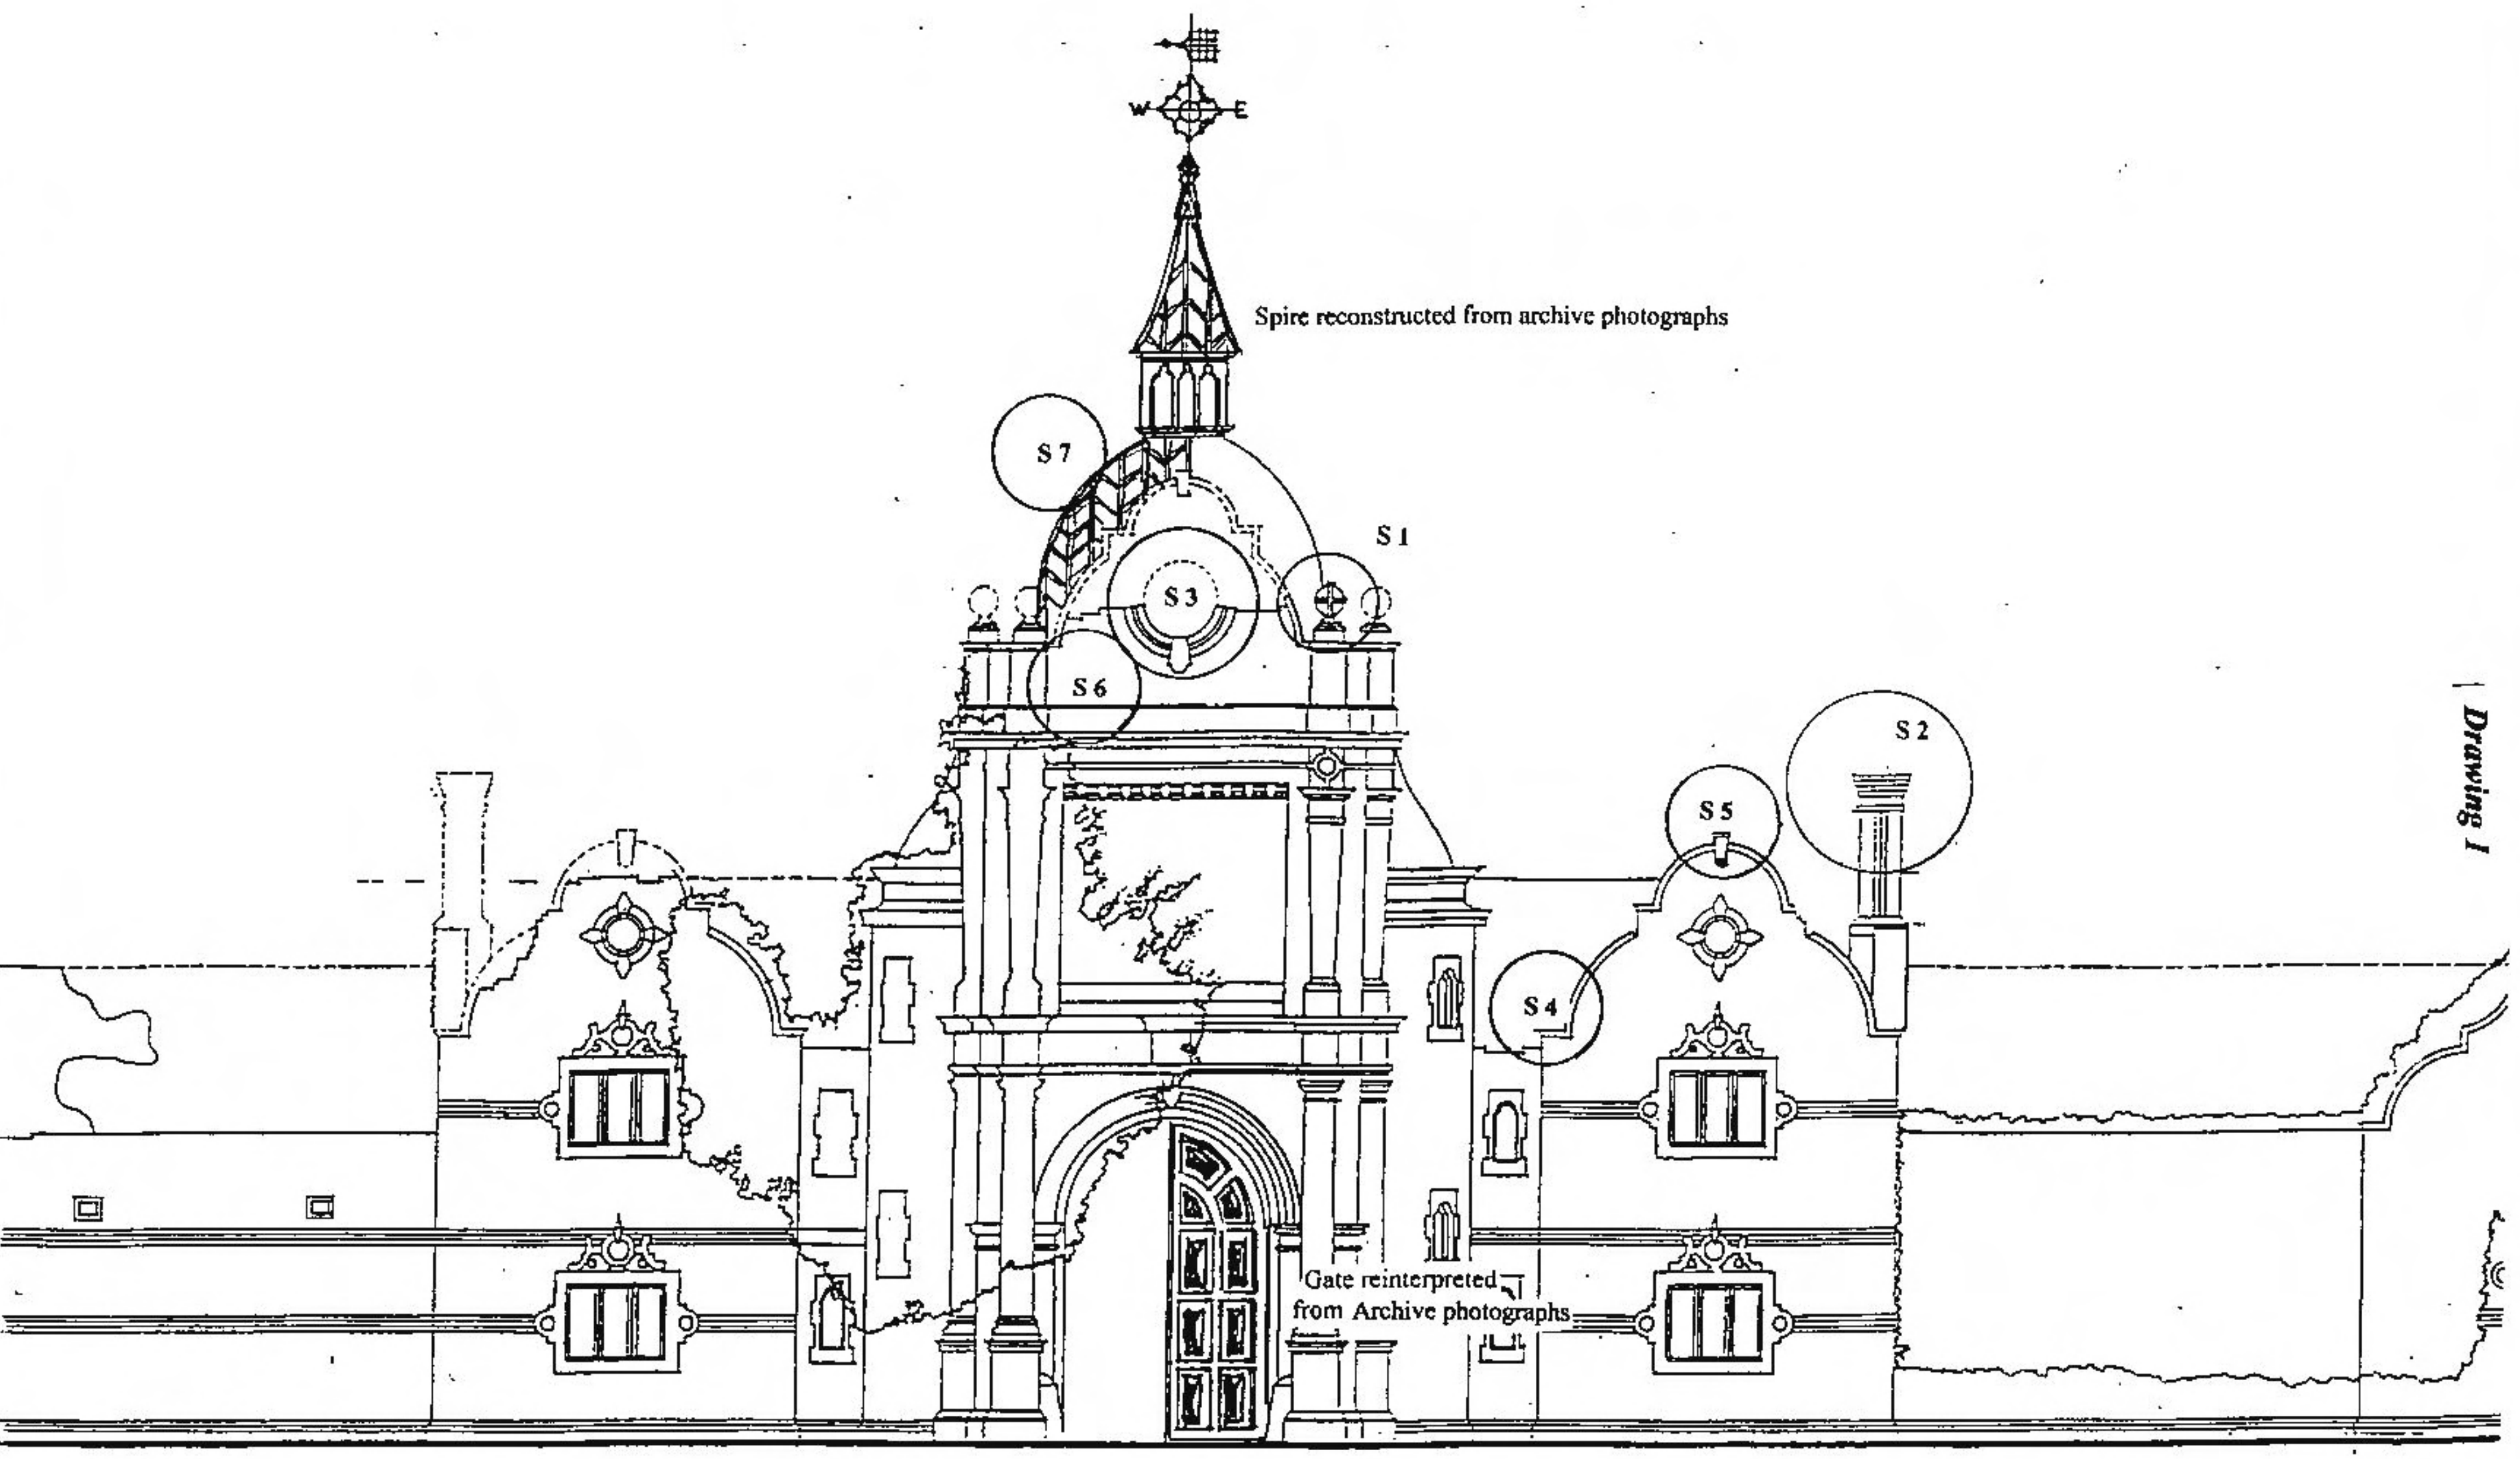 W E
Spire reconstructed from archive photographs
S 7
S 1
S 3
S 6
S 2
S 5
S 4
Drawing 1
Gate reinterpreted
from Archive photographs